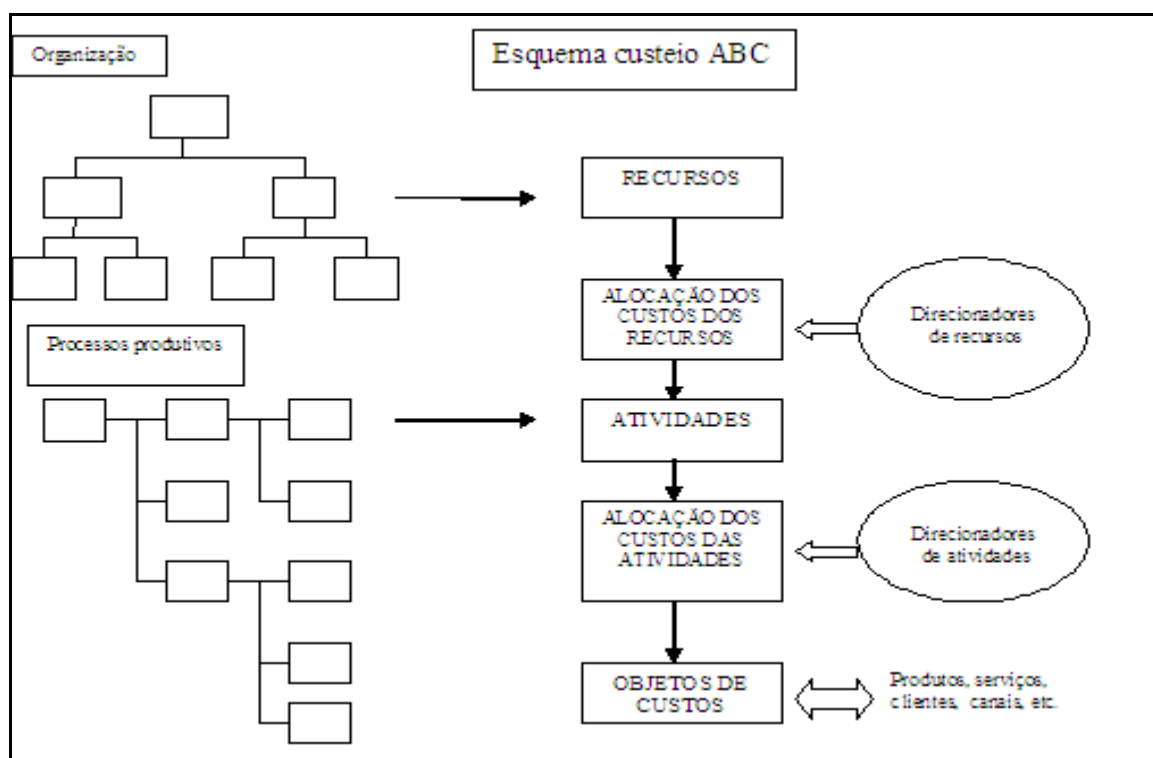 Organização
Esquema custeio ABC
RECURSOS
ALOCAÇÃO DOS
CUSTOS DOS
RECURSOS
Direcionadores
de recursos
Processos produtivos
ATIVIDADES
ALOCAÇÃO DOS
CUSTOS DAS
ATIVIDADES
Direcionadores
de atividades
OBJETOS DE
CUSTOS
Produtos, serviços,
clientes, canais, etc.